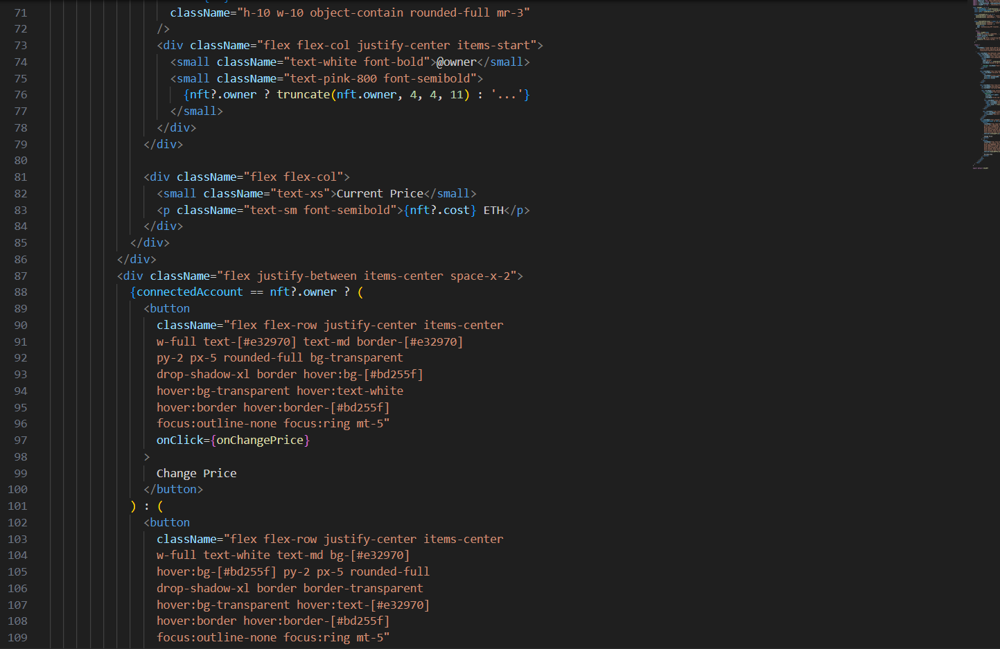 71 className="h-10 w-10 object-contain rounded-full mr-3"
72 />
73 <div className="flex flex-col justify-center items-start">
74 <small className="text-white font-bold">@owner</small>
75 <small className="text-pink-800 font-semibold">
76 {nft?.owner ? truncate(nft.owner, 4, 4, 11) : '...'}
77 </small>
78 </div>
79 </div>
80
81 <div className="flex flex-col">
82 <small className="text-xs">Current Price</small>
83 <p className="text-sm font-semibold">{nft?.cost} ETH</p>
84 </div>
85 </div>
86 </div>
87 <div className="flex justify-between items-center space-x-2">
88 {connectedAccount == nft?.owner ? (
89 <button
90 className="flex flex-row justify-center items-center
91 w-full text-[#e32970] text-md border-[#e32970]
92 py-2 px-5 rounded-full bg-transparent
93 drop-shadow-xl border hover:bg-[#bd255f]
94 hover:bg-transparent hover:text-white
95 hover:border hover:border-[#bd255f]
96 focus:outline-none focus:ring mt-5"
97 onClick={onChangePrice}
98 >
99 Change Price
100 </button>
101 ) : (
102 <button
103 className="flex flex-row justify-center items-center
104 w-full text-white text-md bg-[#e32970]
105 hover:bg-[#bd255f] py-2 px-5 rounded-full
106 drop-shadow-xl border border-transparent
107 hover:bg-transparent hover:text-[#e32970]
108 hover:border hover:border-[#bd255f]
109 focus:outline-none focus:ring mt-5"